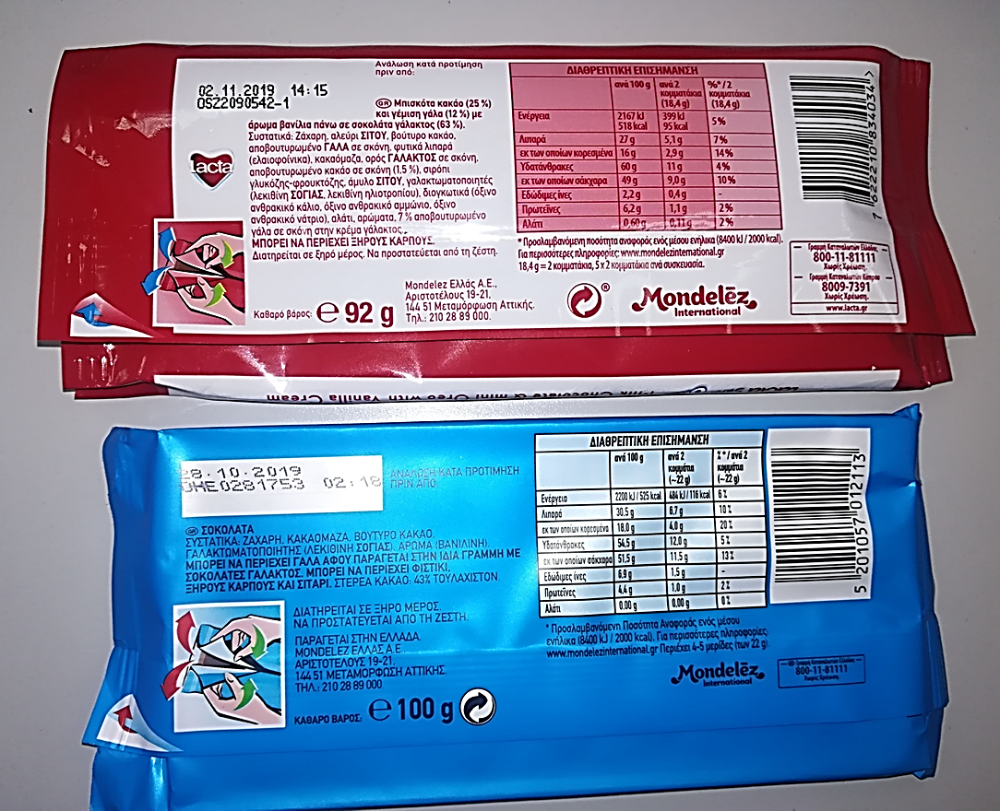 Ανάλωση κατά προτίμηση
πριν από:
02.11.2019 14:15
OSZ2090542-1
GR Μπισκότα κακάο (25 %)
και γέμιση γάλα (12 %) με
άρωμα βανίλια πάνω σε σοκολάτα γάλακτος (63 %).
Συστατικά: Ζάχαρη, αλεύρι ΣΙΤΟΥ, βούτυρο κακάο,
αποβουτυρωμένο ΓΑΛΑ σε σκόνη, φυτικά λιπαρά
(ελαιοφοίνικα), κακάομαζα, ορός ΓΑΛΑΚΤΟΣ σε σκόνη,
αποβουτυρωμένο κακάο σε σκόνη (1,5 %), σιρόπι
γλυκόζης-φρουκτόζης, άμυλο ΣΙΤΟΥ, γαλακτωματοποιητές
(λεκιθίνη ΣΟΓΙΑΣ, λεκιθίνη ηλιοτροπίου), διογκωτικά (όξινο
ανθρακικό κάλιο, όξινο ανθρακικό αμμώνιο, όξινο
ανθρακικό νάτριο), αλάτι, αρώματα. 7 % αποβουτυρωμένο
γάλα σε σκόνη στην κρέμα γάλακτος.
ΜΠΟΡΕΙ ΝΑ ΠΕΡΙΕΧΕΙ ΞΗΡΟΥΣ ΚΑΡΠΟΥΣ.
Διατηρείται σε ξηρό μέρος. Να προστατεύεται από τη ζέστη.
lacta
Καθαρό βάρος: e 92 g
Mondelez Ελλάς Α.Ε.,
Αριστοτέλους 19-21,
144 51 Μεταμόρφωση Αττικής.
Τηλ.: 210 28 89 000.
ΔΙΑΘΡΕΠΤΙΚΗ ΕΠΙΣΗΜΑΝΣΗ
ανά 100 g ανά 2 κομματάκια (18,4 g) %*/2 κομματάκια (18,4 g)
Ενέργεια 2167 kJ 518 kcal 399 kJ 95 kcal 5%
Λιπαρά 27 g 5,1 g 7%
εκ των οποίων κορεσμένα 16 g 2,9 g 14%
Υδατάνθρακες 60 g 11 g 4%
εκ των οποίων σάκχαρα 49 g 9,0 g 10%
Εδώδιμες ίνες 2,2 g 0,4 g -
Πρωτεΐνες 6,2 g 1,1 g 2%
Αλάτι 0,60 g 0,11 g 2%
* Προσλαμβανόμενη ποσότητα αναφοράς ενός μέσου ενήλικα (8400 kJ / 2000 kcal).
Για περισσότερες πληροφορίες: www.mondelezinternational.gr
18,4 g = 2 κομματάκια, 5 x 2 κομματάκια ανά συσκευασία.
Mondelēz
International
7 622210 834034 >
Γραμμή Καταναλωτών Ελλάδας
800-11-81111
Χωρίς Χρέωση.
Γραμμή Καταναλωτών Κύπρου
8009-7391
Χωρίς Χρέωση.
www.lacta.gr
Milk Chocolate & mini Oreo with Vanilla Cream
28.10.2019
OHE0281753 02:18
ΑΝΑΛΩΣΗ ΚΑΤΑ ΠΡΟΤΙΜΗΣΗ
ΠΡΙΝ ΑΠΟ
GR ΣΟΚΟΛΑΤΑ
ΣΥΣΤΑΤΙΚΑ: ΖΑΧΑΡΗ, ΚΑΚΑΟΜΑΖΑ, ΒΟΥΤΥΡΟ ΚΑΚΑΟ,
ΓΑΛΑΚΤΩΜΑΤΟΠΟΙΗΤΗΣ (ΛΕΚΙΘΙΝΗ ΣΟΓΙΑΣ), ΑΡΩΜΑ (ΒΑΝΙΛΙΝΗ).
ΜΠΟΡΕΙ ΝΑ ΠΕΡΙΕΧΕΙ ΓΑΛΑ ΑΦΟΥ ΠΑΡΑΓΕΤΑΙ ΣΤΗΝ ΙΔΙΑ ΓΡΑΜΜΗ ΜΕ
ΣΟΚΟΛΑΤΕΣ ΓΑΛΑΚΤΟΣ. ΜΠΟΡΕΙ ΝΑ ΠΕΡΙΕΧΕΙ ΦΙΣΤΙΚΙ,
ΞΗΡΟΥΣ ΚΑΡΠΟΥΣ ΚΑΙ ΣΙΤΑΡΙ. ΣΤΕΡΕΑ ΚΑΚΑΟ: 43% ΤΟΥΛΑΧΙΣΤΟΝ.
ΔΙΑΤΗΡΕΙΤΑΙ ΣΕ ΞΗΡΟ ΜΕΡΟΣ.
ΝΑ ΠΡΟΣΤΑΤΕΥΕΤΑΙ ΑΠΟ ΤΗ ΖΕΣΤΗ.
ΠΑΡΑΓΕΤΑΙ ΣΤΗΝ ΕΛΛΑΔΑ.
MONDELEZ ΕΛΛΑΣ Α.Ε.
ΑΡΙΣΤΟΤΕΛΟΥΣ 19-21,
144 51 ΜΕΤΑΜΟΡΦΩΣΗ ΑΤΤΙΚΗΣ
ΤΗΛ.: 210 28 89 000
ΚΑΘΑΡΟ ΒΑΡΟΣ: e 100 g
ΔΙΑΘΡΕΠΤΙΚΗ ΕΠΙΣΗΜΑΝΣΗ
ανά 100 g ανά 2 κομμάτια (~22 g) %*/ανά 2 κομμάτια (~22 g)
Ενέργεια 2200 kJ / 525 kcal 484 kJ / 116 kcal 6%
Λιπαρά 30,5 g 6,7 g 10%
εκ των οποίων κορεσμένα 18,0 g 4,0 g 20%
Υδατάνθρακες 54,5 g 12,0 g 5%
εκ των οποίων σάκχαρα 51,5 g 11,5 g 13%
Εδώδιμες ίνες 6,9 g 1,5 g -
Πρωτεΐνες 4,4 g 1,0 g 2%
Αλάτι 0,00 g 0,00 g 0%
* Προσλαμβανόμενη Ποσότητα Αναφοράς ενός μέσου
ενήλικα (8400 kJ / 2000 kcal). Για περισσότερες πληροφορίες:
www.mondelezinternational.gr Περιέχει 4-5 μερίδες (των 22 g)
Mondelēz
International
5 201057 012113
Γραμμή Καταναλωτών Ελλάδας
800-11-81111
Χωρίς Χρέωση